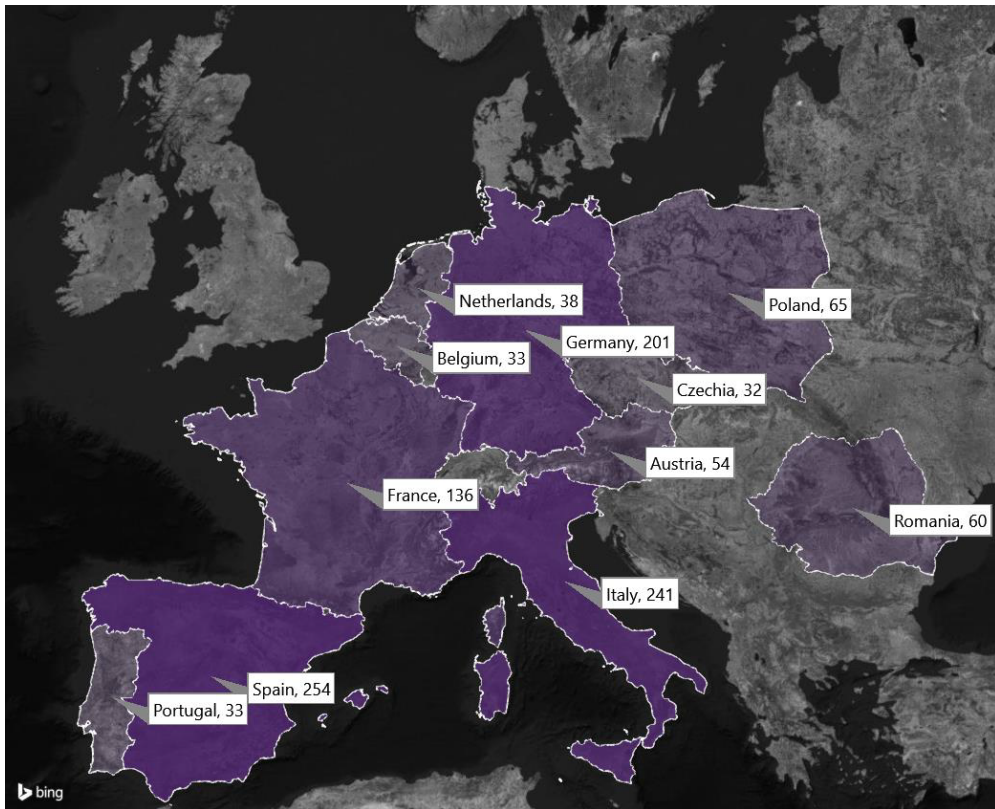 Netherlands, 38
Poland, 65
Germany, 201
Belgium, 33
Czechia, 32
Austria, 54
France, 136
Romania, 60
Italy, 241
Spain, 254
Portugal, 33
bing